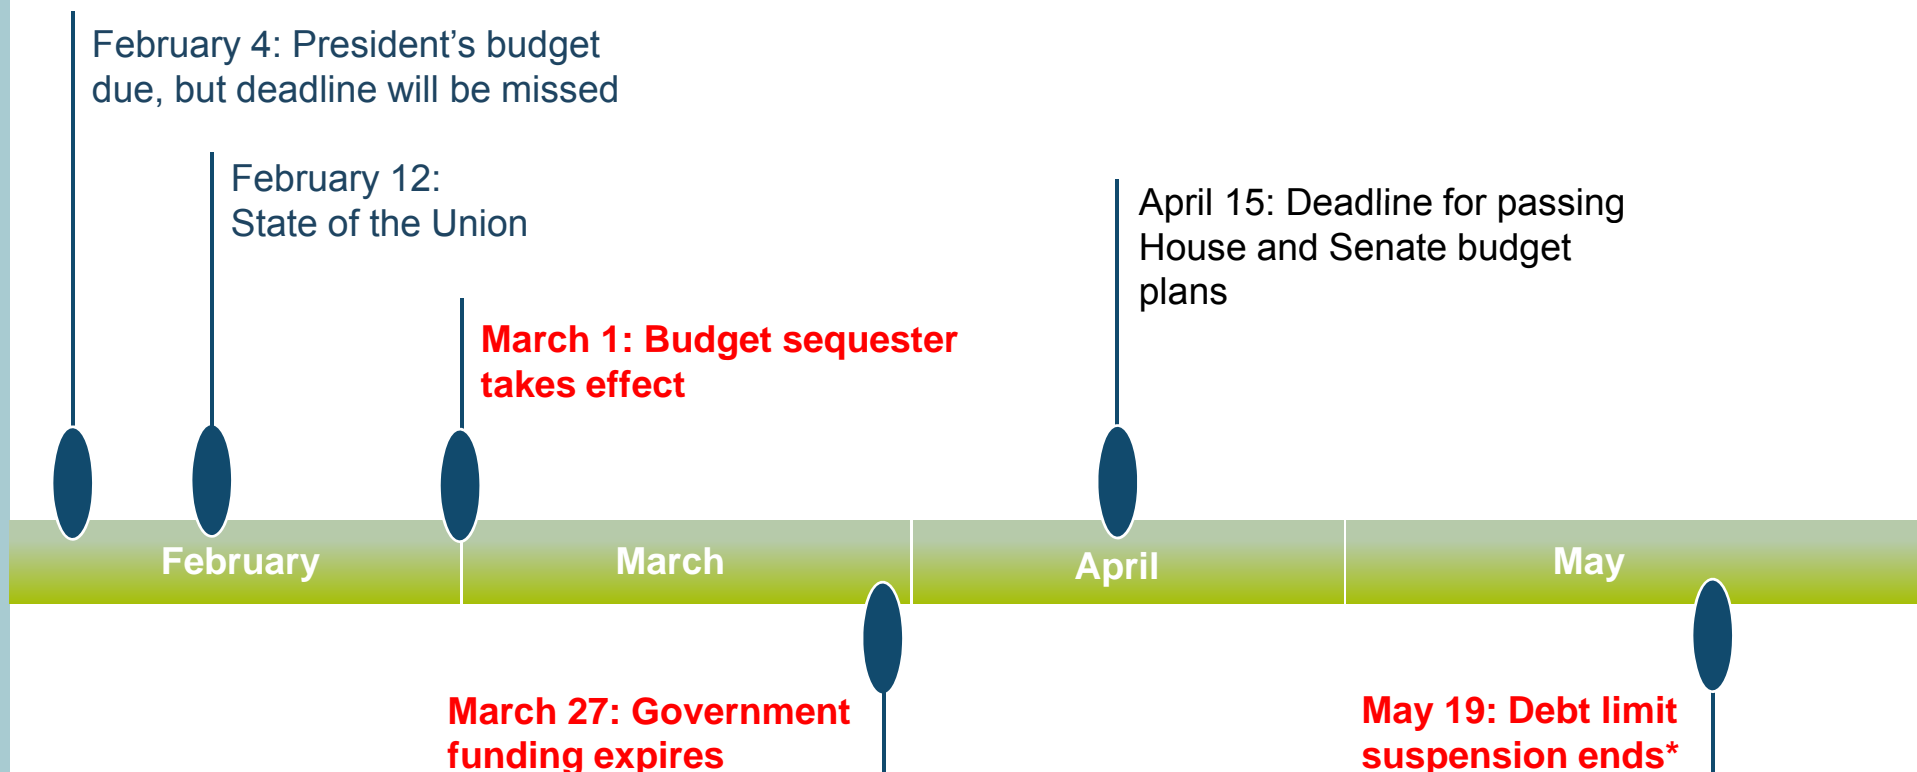 February 4: President’s budget
due, but deadline will be missed
February 12:
State of the Union
April 15: Deadline for passing
House and Senate budget
plans
March 1: Budget sequester
takes effect
February
March
April
May
March 27: Government
funding expires
May 19: Debt limit
suspension ends*